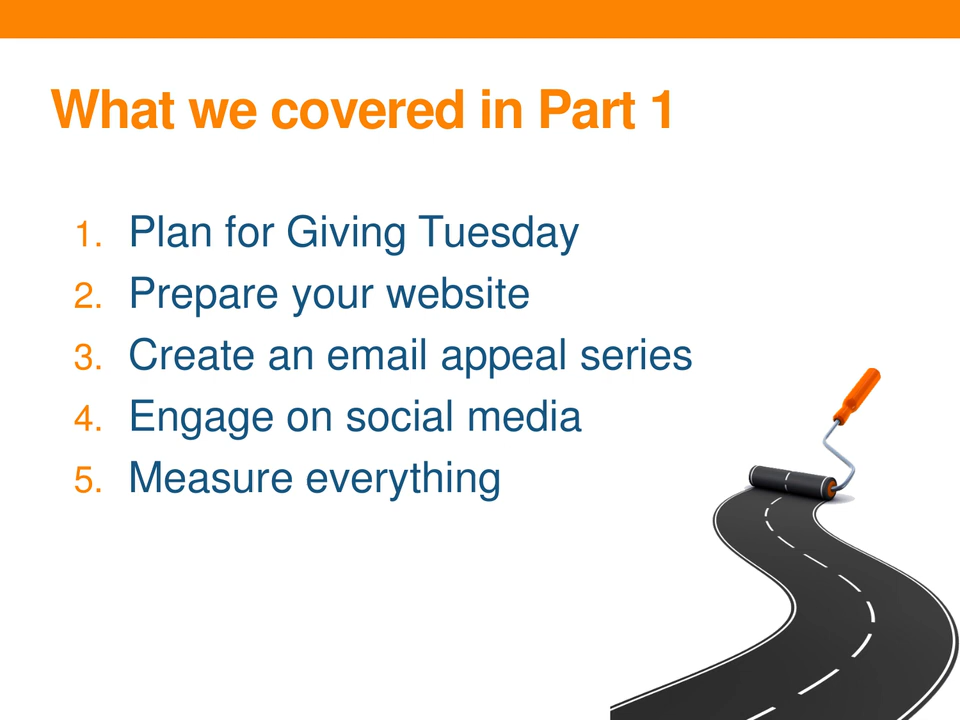 What we covered in Part 1
1. Plan for Giving Tuesday
2. Prepare your website
3. Create an email appeal series
4. Engage on social media
5. Measure everything